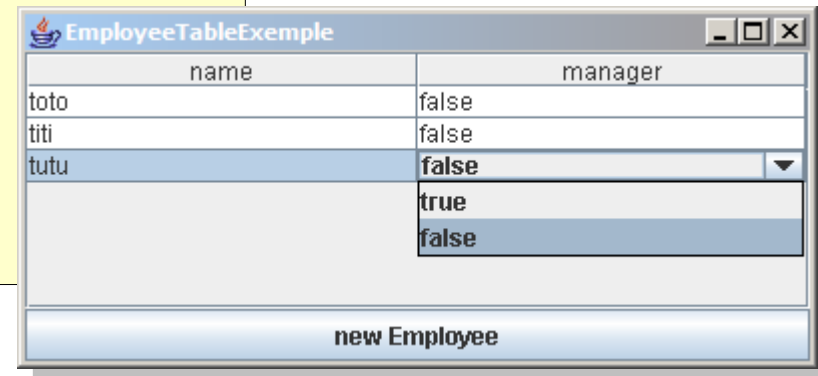 EmployeeTableExemple
name manager
toto false
titi false
tutu false
true
false
new Employee